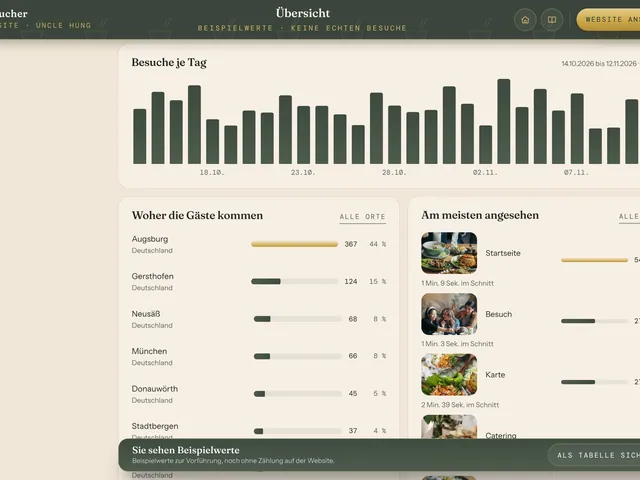 ucher
SITE · UNCLE HUNG
Übersicht
BEISPIELWERTE · KEINE ECHTEN BESUCHE
WEBSITE AN
Besuche je Tag
14.10.2026 bis 12.11.2026 ·
18.10.
23.10.
28.10.
02.11.
07.11.
Woher die Gäste kommen
ALLE ORTE
Augsburg
Deutschland
367 44 %
Gersthofen
Deutschland
124 15 %
Neusäß
Deutschland
68 8 %
München
Deutschland
66 8 %
Donauwörth
Deutschland
45 5 %
Stadtbergen
37 4 %
Deutschland
Am meisten angesehen
ALLE
Startseite
54
1 Min. 9 Sek. im Schnitt
Besuch
27
1 Min. 3 Sek. im Schnitt
Karte
27
2 Min. 39 Sek. im Schnitt
Catering
Sie sehen Beispielwerte
Beispielwerte zur Vorführung, noch ohne Zählung auf der Website.
ALS TABELLE SICH